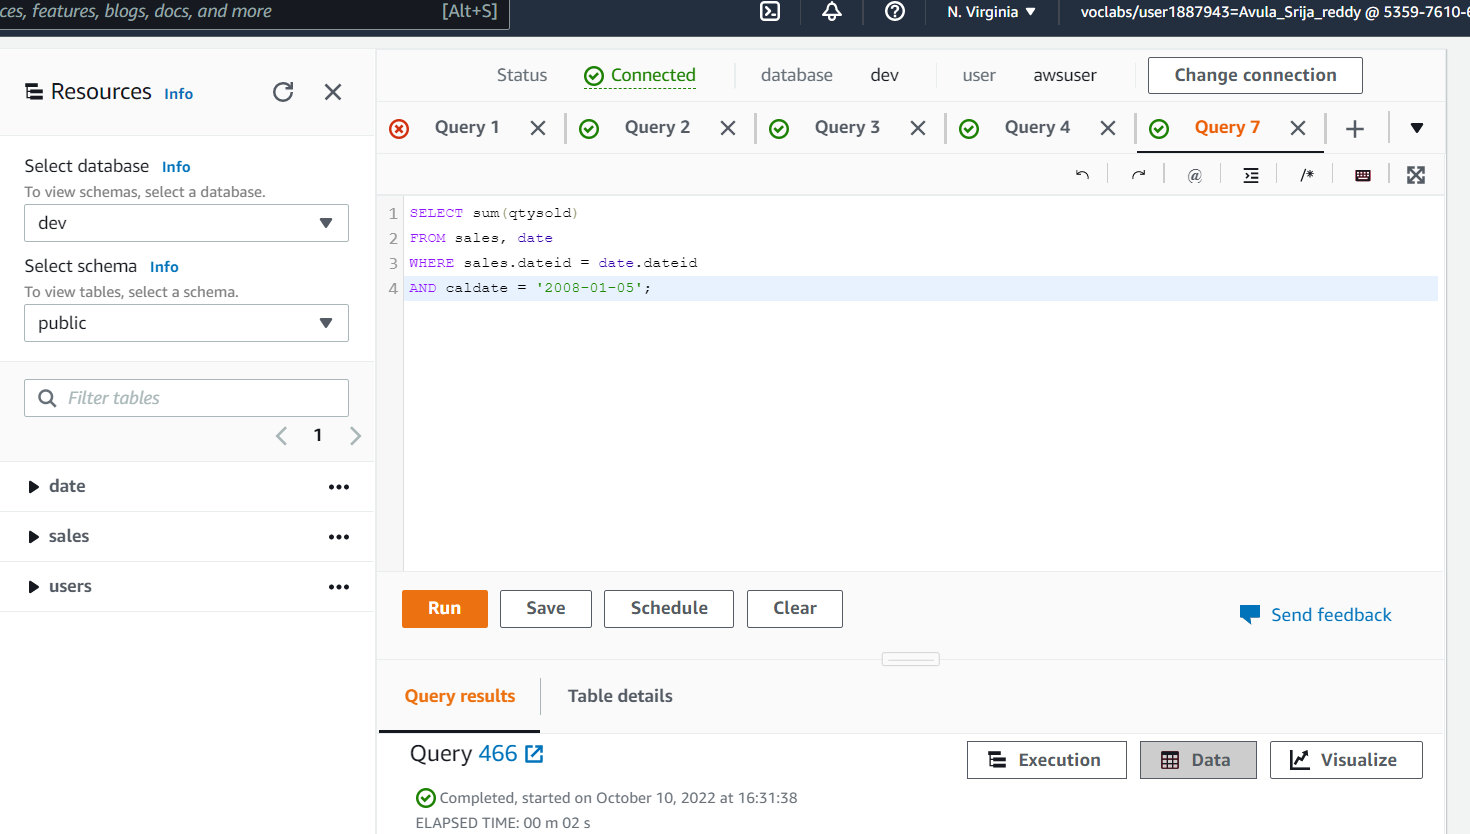 ces, features, blogs, docs, and more [Alt+S] N. Virginia ▼ voclabs/user1887943=Avula_Srija_reddy @ 5359-7610-6
Resources Info
Select database Info
To view schemas, select a database.
dev
Select schema Info
To view tables, select a schema.
public
Filter tables
1
date
sales
users
Status Connected database dev user awsuser Change connection
Query 1 Query 2 Query 3 Query 4 Query 7
@ /*
1 SELECT sum(qtysold)
2 FROM sales, date
3 WHERE sales.dateid = date.dateid
4 AND caldate = '2008-01-05';
Run Save Schedule Clear
Send feedback
Query results Table details
Query 466 Execution Data Visualize
Completed, started on October 10, 2022 at 16:31:38
ELAPSED TIME: 00 m 02 s